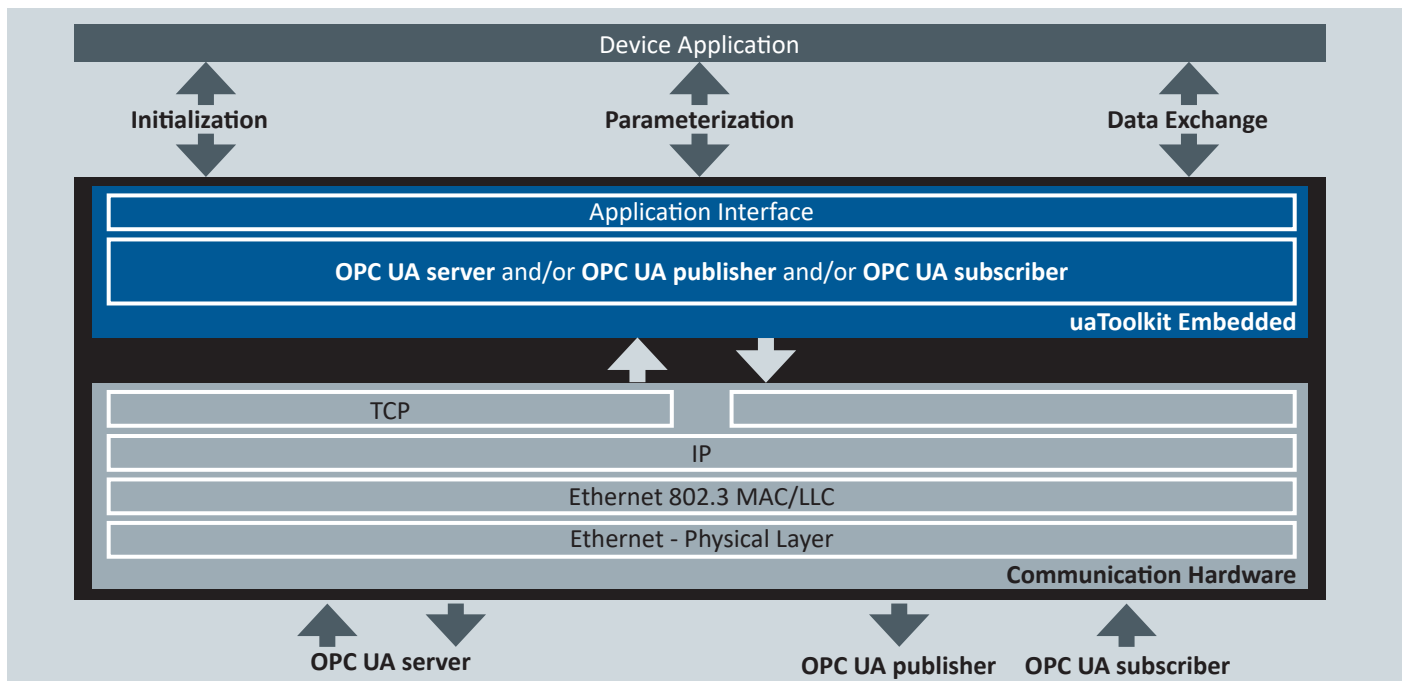 Device Application
Initialization
Parameterization
Data Exchange
Application Interface
OPC UA server and/or OPC UA publisher and/or OPC UA subscriber
uaToolkit Embedded
TCP
IP
Ethernet 802.3 MAC/LLC
Ethernet - Physical Layer
Communication Hardware
OPC UA server
OPC UA publisher
OPC UA subscriber